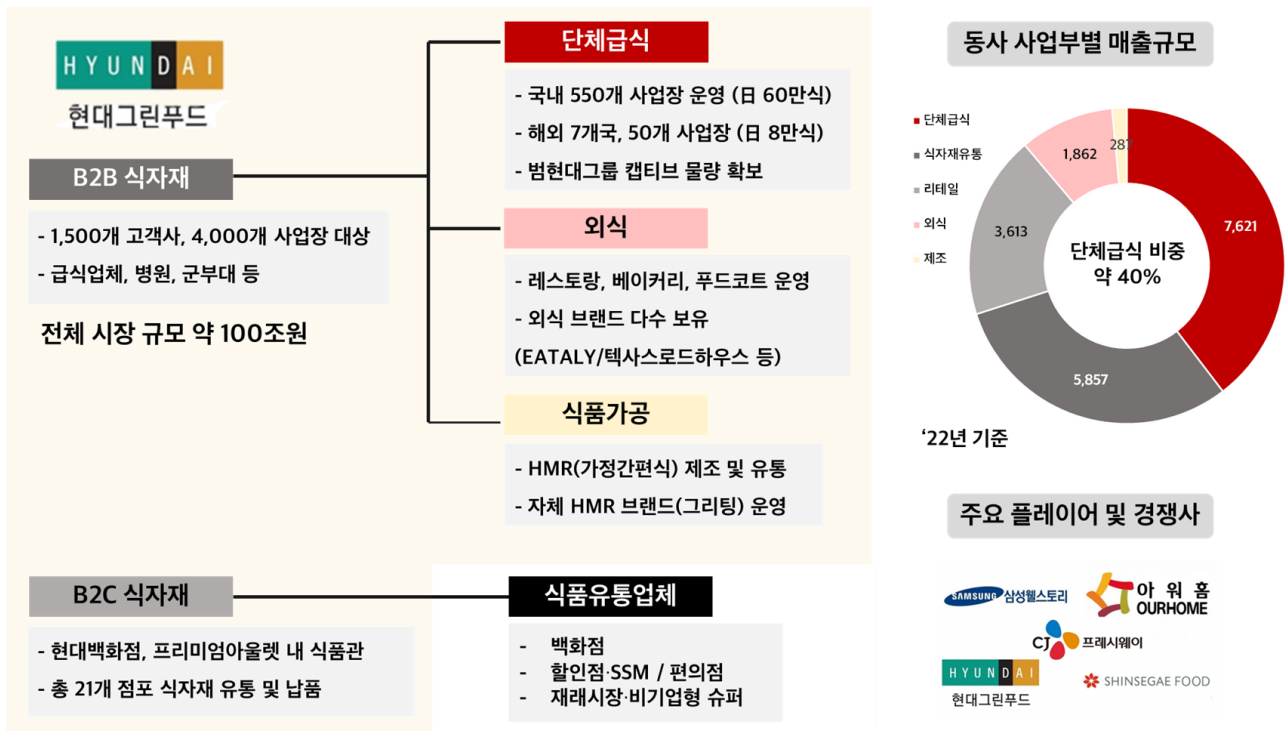 HYUNDAI
현대그린푸드
B2B 식자재
- 1,500개 고객사, 4,000개 사업장 대상
- 급식업체, 병원, 군부대 등
전체 시장 규모 약 100조원
단체급식
- 국내 550개 사업장 운영 (日 60만식)
- 해외 7개국, 50개 사업장 (日 8만식)
- 범현대그룹 캡티브 물량 확보
외식
- 레스토랑, 베이커리, 푸드코트 운영
- 외식 브랜드 다수 보유
(EATALY/텍사스로드하우스 등)
식품가공
- HMR(가정간편식) 제조 및 유통
- 자체 HMR 브랜드(그리팅) 운영
B2C 식자재
- 현대백화점, 프리미엄아울렛 내 식품관
- 총 21개 점포 식자재 유통 및 납품
식품유통업체
- 백화점
- 할인점·SSM / 편의점
- 재래시장·비기업형 슈퍼
동사 사업부별 매출규모
단체급식
식자재유통
리테일
외식
제조
7,621
5,857
3,613
1,862
287
단체급식 비중
약 40%
‘22년 기준
주요 플레이어 및 경쟁사
SAMSUNG 삼성웰스토리
아워홈
OURHOME
CJ 프레시웨이
HYUNDAI
현대그린푸드
SHINSEGAE FOOD